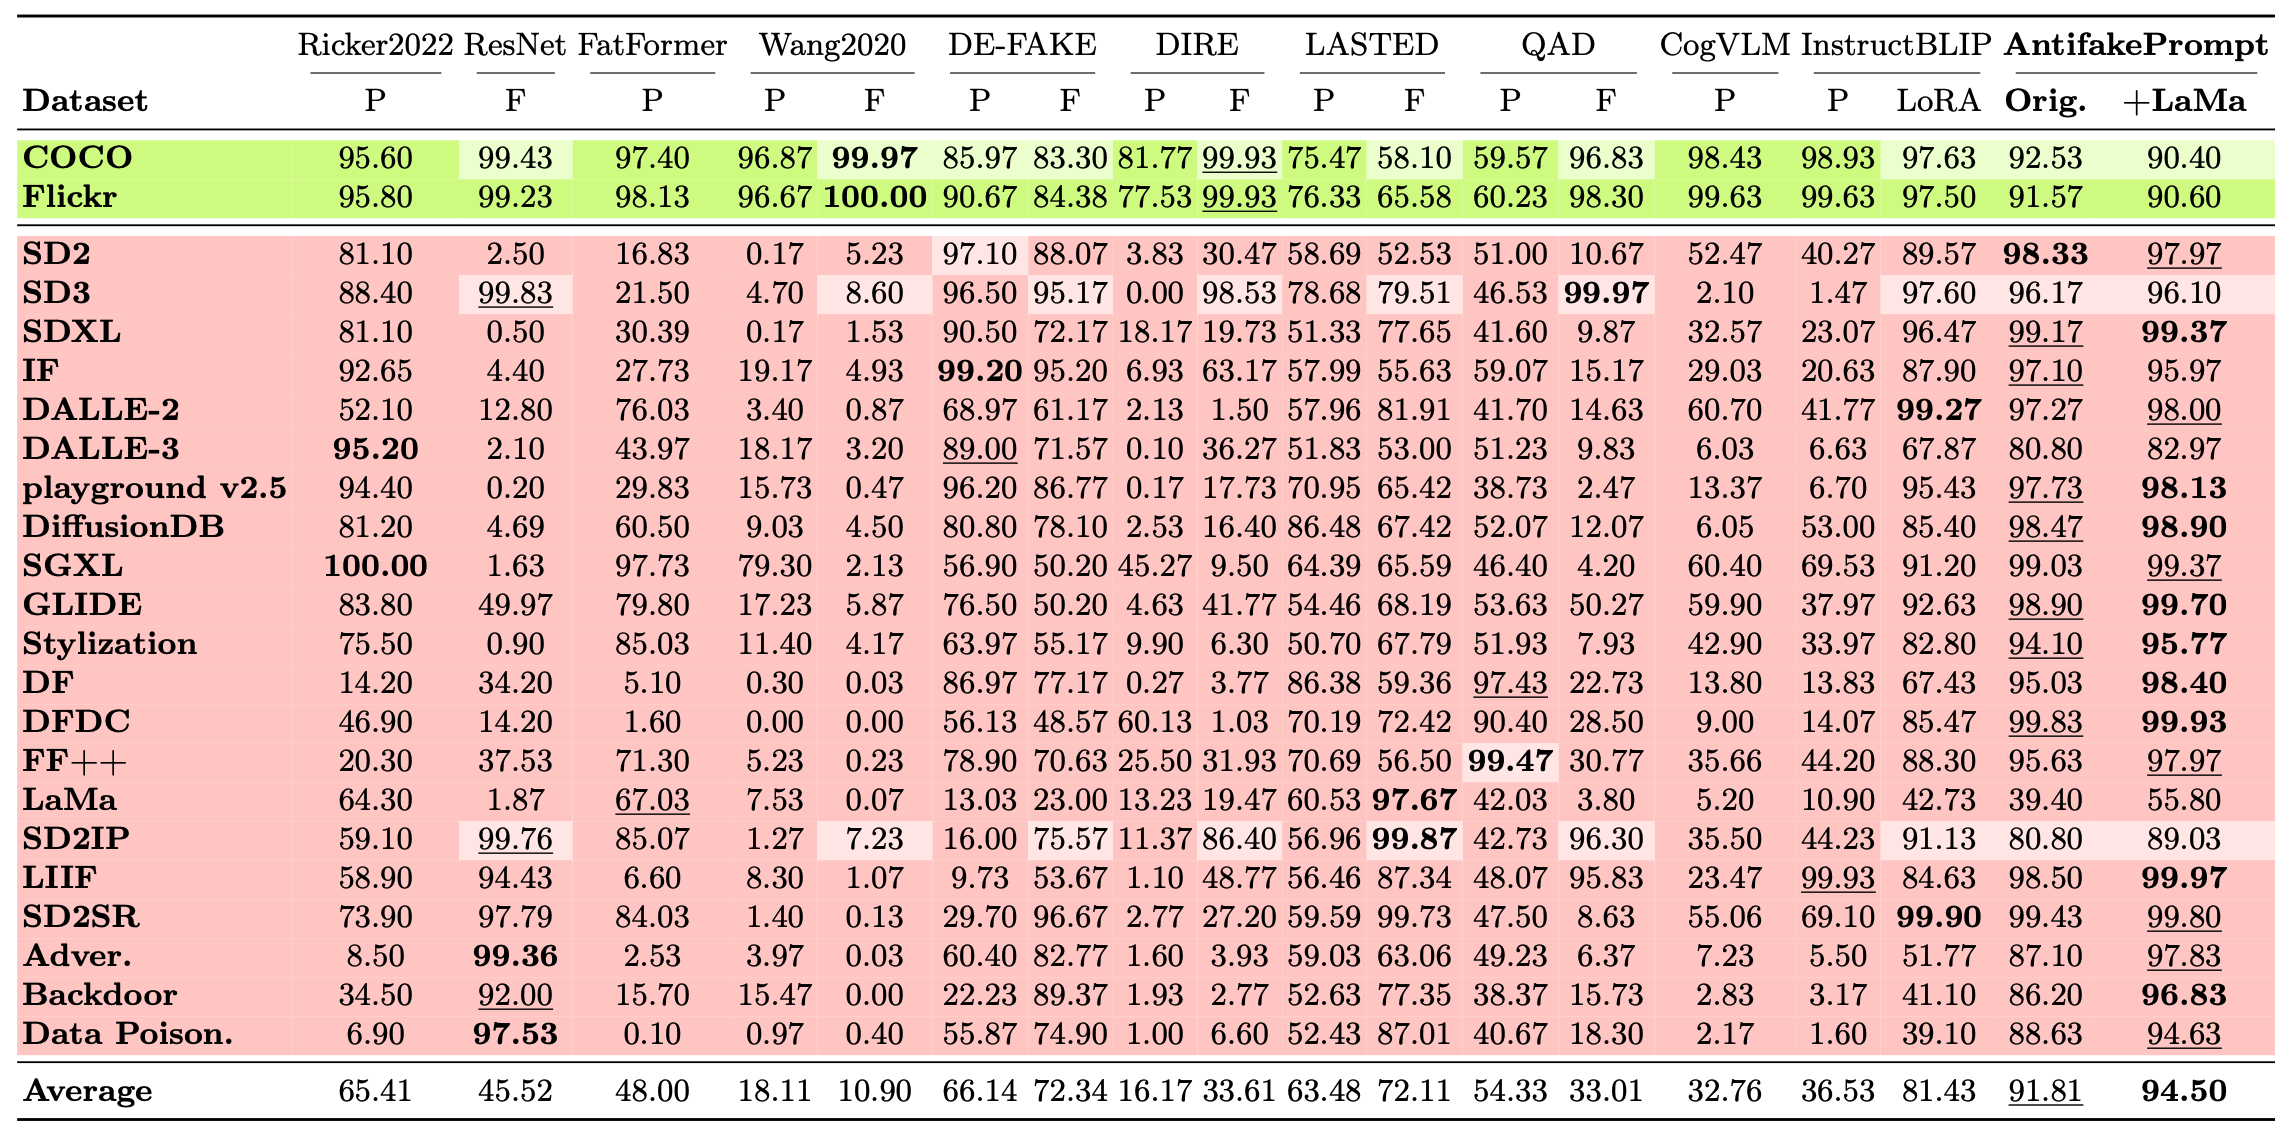 Ricker2022 ResNet FatFormer Wang2020 DE-FAKE DIRE LASTED QAD CogVLM InstructBLIP AntifakePrompt
Dataset P F P P F P F P F P F P F P P LoRA Orig. +LaMa
COCO 95.60 99.43 97.40 96.87 99.97 85.97 83.30 81.77 99.93 75.47 58.10 59.57 96.83 98.43 98.93 97.63 92.53 90.40
Flickr 95.80 99.23 98.13 96.67 100.00 90.67 84.38 77.53 99.93 76.33 65.58 60.23 98.30 99.63 99.63 97.50 91.57 90.60
SD2 81.10 2.50 16.83 0.17 5.23 97.10 88.07 3.83 30.47 58.69 52.53 51.00 10.67 52.47 40.27 89.57 98.33 97.97
SD3 88.40 99.83 21.50 4.70 8.60 96.50 95.17 0.00 98.53 78.68 79.51 46.53 99.97 2.10 1.47 97.60 96.17 96.10
SDXL 81.10 0.50 30.39 0.17 1.53 90.50 72.17 18.17 19.73 51.33 77.65 41.60 9.87 32.57 23.07 96.47 99.17 99.37
IF 92.65 4.40 27.73 19.17 4.93 99.20 95.20 6.93 63.17 57.99 55.63 59.07 15.17 29.03 20.63 87.90 97.10 95.97
DALLE-2 52.10 12.80 76.03 3.40 0.87 68.97 61.17 2.13 1.50 57.96 81.91 41.70 14.63 60.70 41.77 99.27 97.27 98.00
DALLE-3 95.20 2.10 43.97 18.17 3.20 89.00 71.57 0.10 36.27 51.83 53.00 51.23 9.83 6.03 6.63 67.87 80.80 82.97
playground v2.5 94.40 0.20 29.83 15.73 0.47 96.20 86.77 0.17 17.73 70.95 65.42 38.73 2.47 13.37 6.70 95.43 97.73 98.13
DiffusionDB 81.20 4.69 60.50 9.03 4.50 80.80 78.10 2.53 16.40 86.48 67.42 52.07 12.07 6.05 53.00 85.40 98.47 98.90
SGXL 100.00 1.63 97.73 79.30 2.13 56.90 50.20 45.27 9.50 64.39 65.59 46.40 4.20 60.40 69.53 91.20 99.03 99.37
GLIDE 83.80 49.97 79.80 17.23 5.87 76.50 50.20 4.63 41.77 54.46 68.19 53.63 50.27 59.90 37.97 92.63 98.90 99.70
Stylization 75.50 0.90 85.03 11.40 4.17 63.97 55.17 9.90 6.30 50.70 67.79 51.93 7.93 42.90 33.97 82.80 94.10 95.77
DF 14.20 34.20 5.10 0.30 0.03 86.97 77.17 0.27 3.77 86.38 59.36 97.43 22.73 13.80 13.83 67.43 95.03 98.40
DFDC 46.90 14.20 1.60 0.00 0.00 56.13 48.57 60.13 1.03 70.19 72.42 90.40 28.50 9.00 14.07 85.47 99.83 99.93
FF++ 20.30 37.53 71.30 5.23 0.23 78.90 70.63 25.50 31.93 70.69 56.50 99.47 30.77 35.66 44.20 88.30 95.63 97.97
LaMa 64.30 1.87 67.03 7.53 0.07 13.03 23.00 13.23 19.47 60.53 97.67 42.03 3.80 5.20 10.90 42.73 39.40 55.80
SD2IP 59.10 99.76 85.07 1.27 7.23 16.00 75.57 11.37 86.40 56.96 99.87 42.73 96.30 35.50 44.23 91.13 80.80 89.03
LIIF 58.90 94.43 6.60 8.30 1.07 9.73 53.67 1.10 48.77 56.46 87.34 48.07 95.83 23.47 99.93 84.63 98.50 99.97
SD2SR 73.90 97.79 84.03 1.40 0.13 29.70 96.67 2.77 27.20 59.59 99.73 47.50 8.63 55.06 69.10 99.90 99.43 99.80
Adver. 8.50 99.36 2.53 3.97 0.03 60.40 82.77 1.60 3.93 59.03 63.06 49.23 6.37 7.23 5.50 51.77 87.10 97.83
Backdoor 34.50 92.00 15.70 15.47 0.00 22.23 89.37 1.93 2.77 52.63 77.35 38.37 15.73 2.83 3.17 41.10 86.20 96.83
Data Poison. 6.90 97.53 0.10 0.97 0.40 55.87 74.90 1.00 6.60 52.43 87.01 40.67 18.30 2.17 1.60 39.10 88.63 94.63
Average 65.41 45.52 48.00 18.11 10.90 66.14 72.34 16.17 33.61 63.48 72.11 54.33 33.01 32.76 36.53 81.43 91.81 94.50